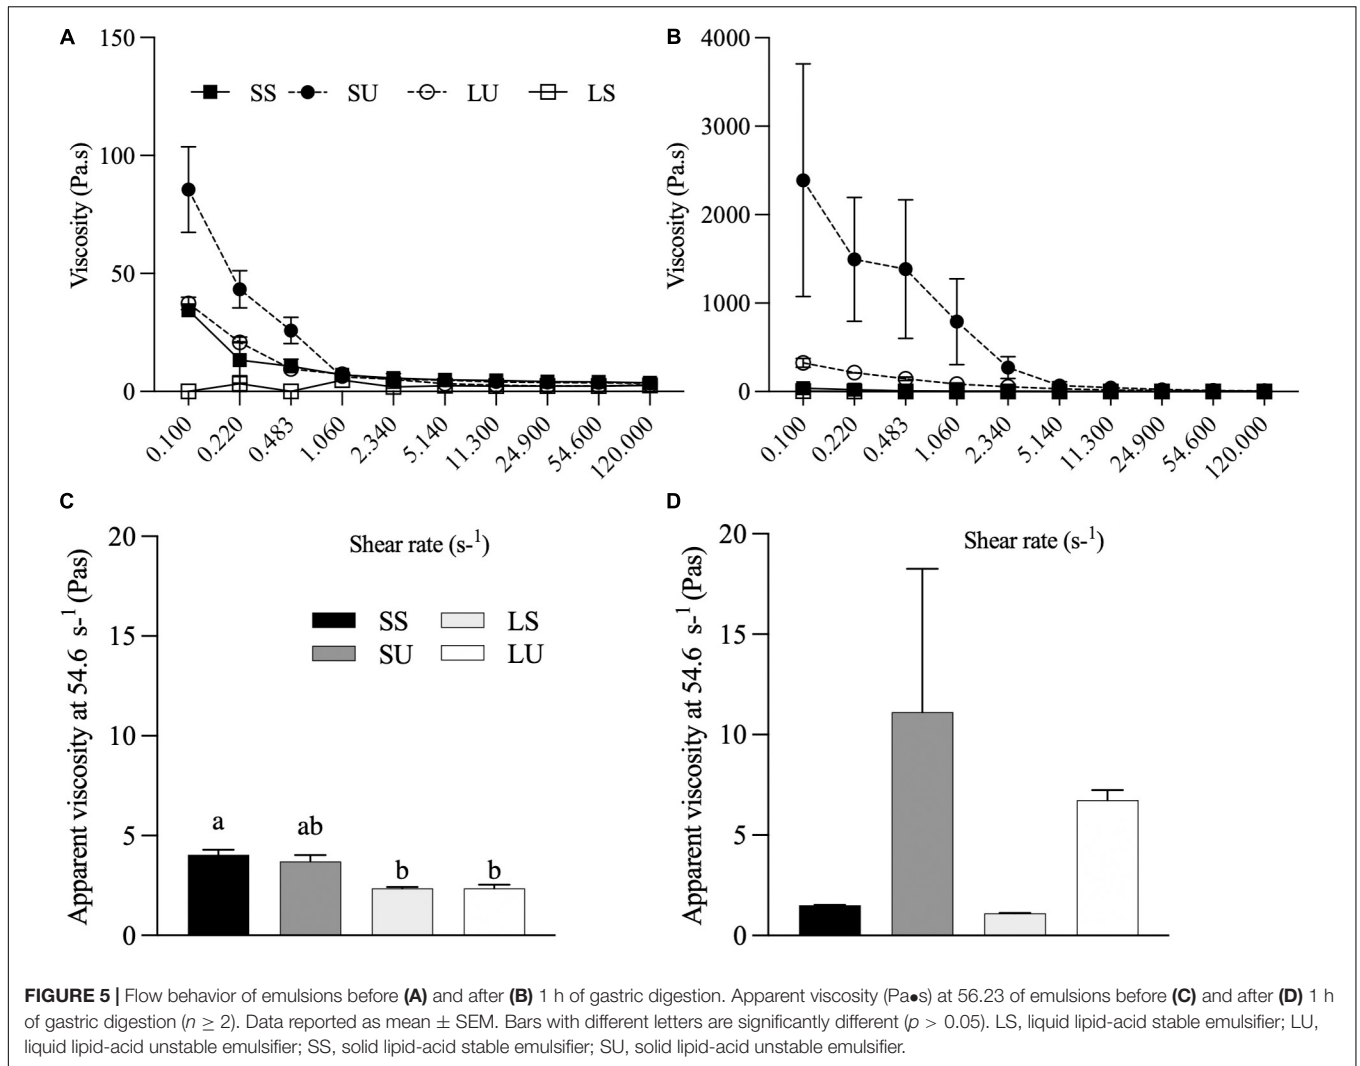 A
B
150
100
50
0
Viscosity (Pa.s)
SS SU LU LS
0.100 0.220 0.483 1.060 2.340 5.140 11.300 24.900 54.600 120.000
4000
3000
2000
1000
0
Viscosity (Pa.s)
0.100 0.220 0.483 1.060 2.340 5.140 11.300 24.900 54.600 120.000
C
D
Shear rate (s-¹)
20
15
10
5
0
Apparent viscosity at 54.6 s-¹ (Pas)
SS LS
SU LU
a ab b b
Shear rate (s-¹)
20
15
10
5
0
Apparent viscosity at 54.6 s-¹ (Pas)
FIGURE 5 | Flow behavior of emulsions before (A) and after (B) 1 h of gastric digestion. Apparent viscosity (Pa•s) at 56.23 of emulsions before (C) and after (D) 1 h
of gastric digestion (n ≥ 2). Data reported as mean ± SEM. Bars with different letters are significantly different (p > 0.05). LS, liquid lipid-acid stable emulsifier; LU,
liquid lipid-acid unstable emulsifier; SS, solid lipid-acid stable emulsifier; SU, solid lipid-acid unstable emulsifier.